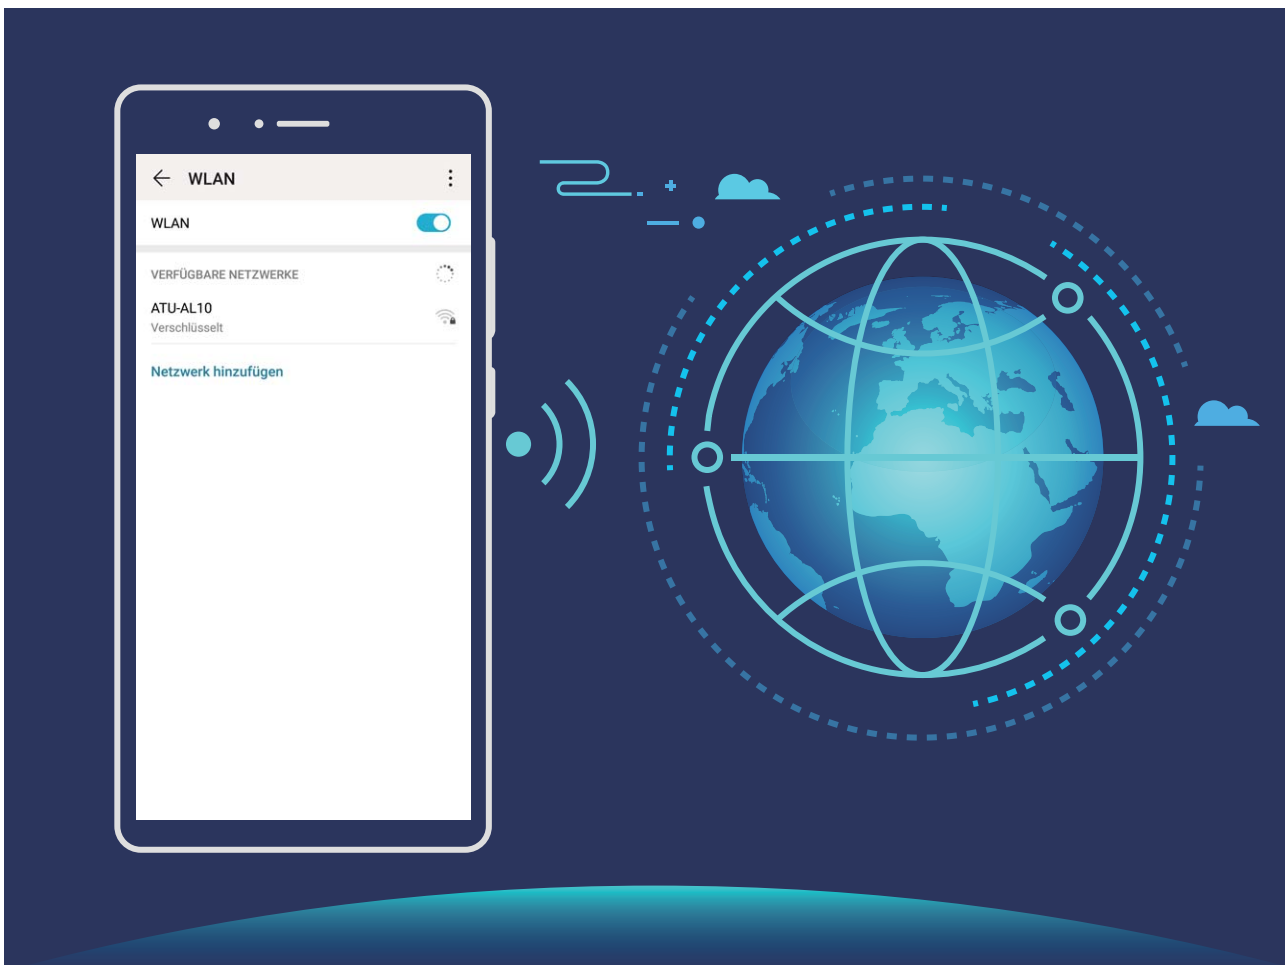 WLAN
WLAN
VERFÜGBARE NETZWERKE
ATU-AL10
Verschlüsselt
Netzwerk hinzufügen